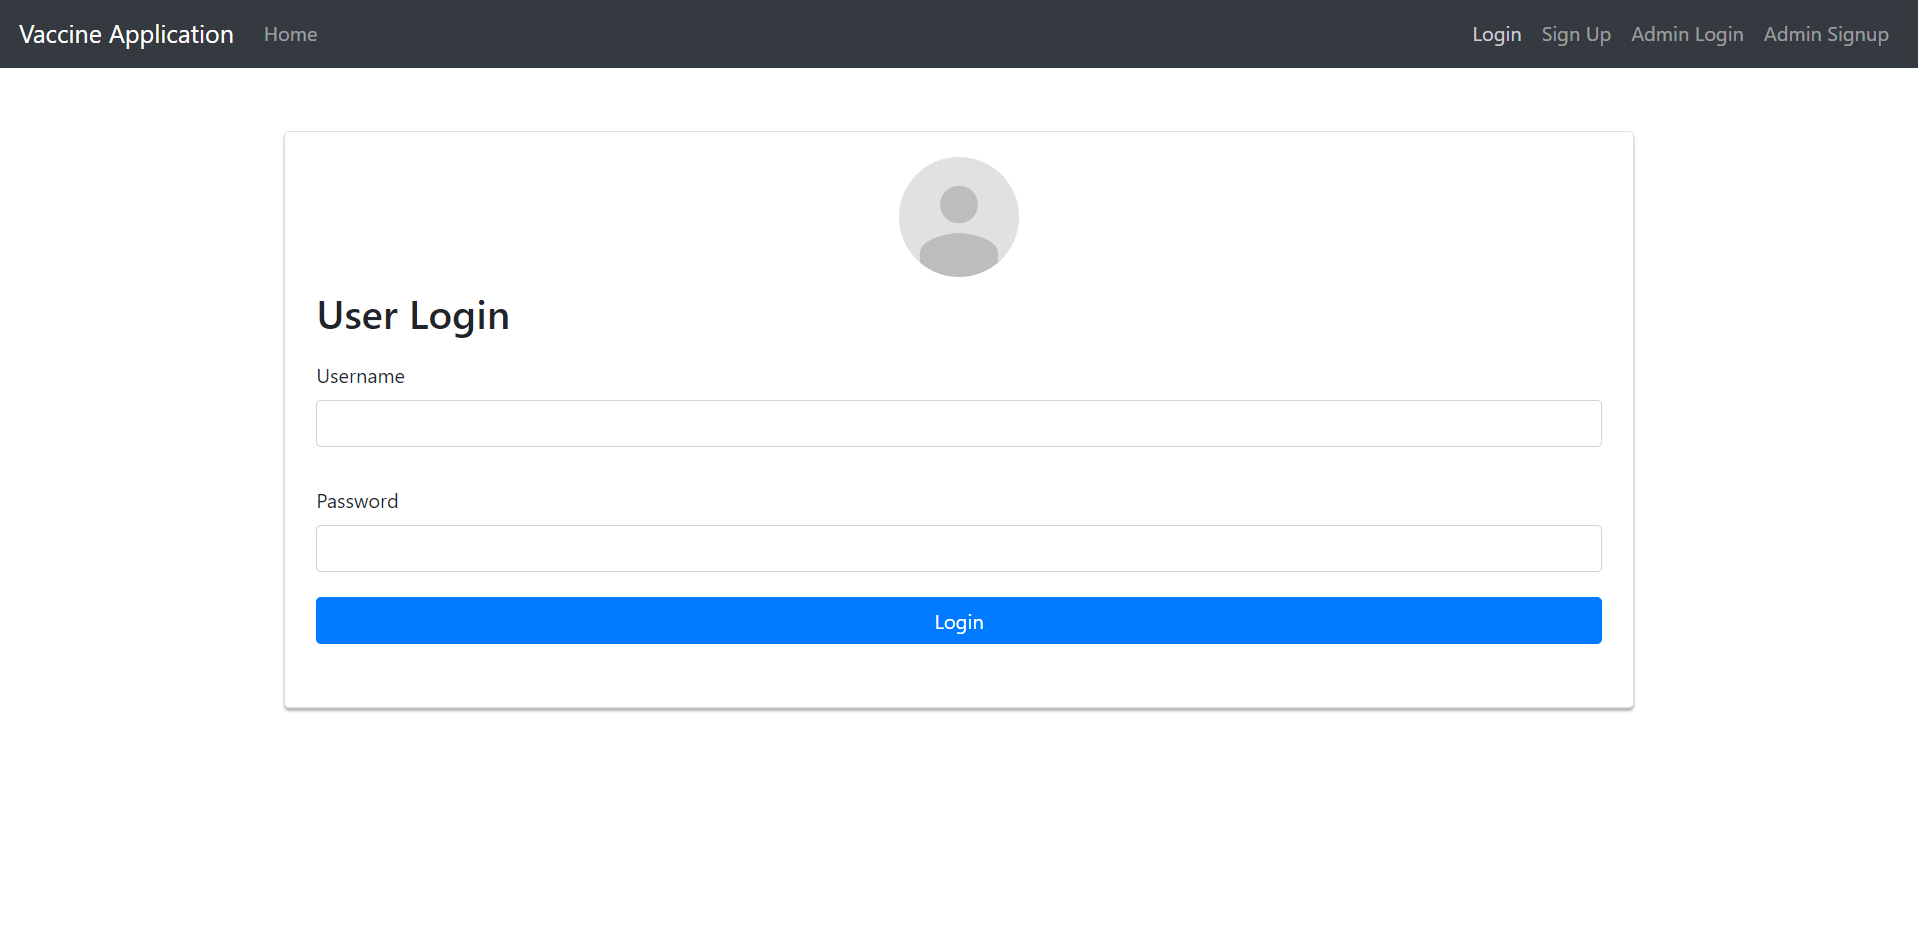 Vaccine Application Home Login Sign Up Admin Login Admin Signup
User Login
Username
Password
Login